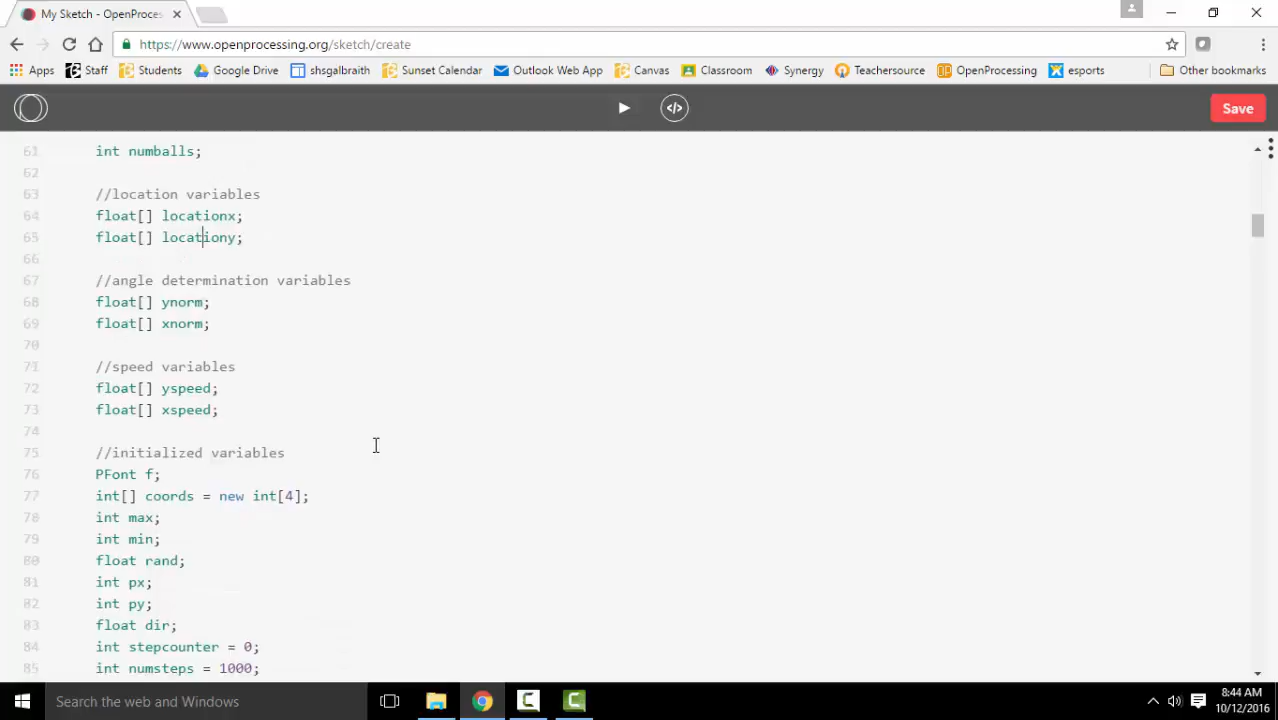 My Sketch - OpenProces
https://www.openprocessing.org/sketch/create
Apps Staff Students Google Drive shsgalbraith Sunset Calendar Outlook Web App Canvas Classroom Synergy Teachersource OpenProcessing esports Other bookmarks
</> Save
61 int numballs;
62
63 //location variables
64 float[] locationx;
65 float[] locationy;
66
67 //angle determination variables
68 float[] ynorm;
69 float[] xnorm;
70
71 //speed variables
72 float[] yspeed;
73 float[] xspeed;
74
75 //initialized variables
76 PFont f;
77 int[] coords = new int[4];
78 int max;
79 int min;
80 float rand;
81 int px;
82 int py;
83 float dir;
84 int stepcounter = 0;
85 int numsteps = 1000;
Search the web and Windows
8:44 AM
10/12/2016